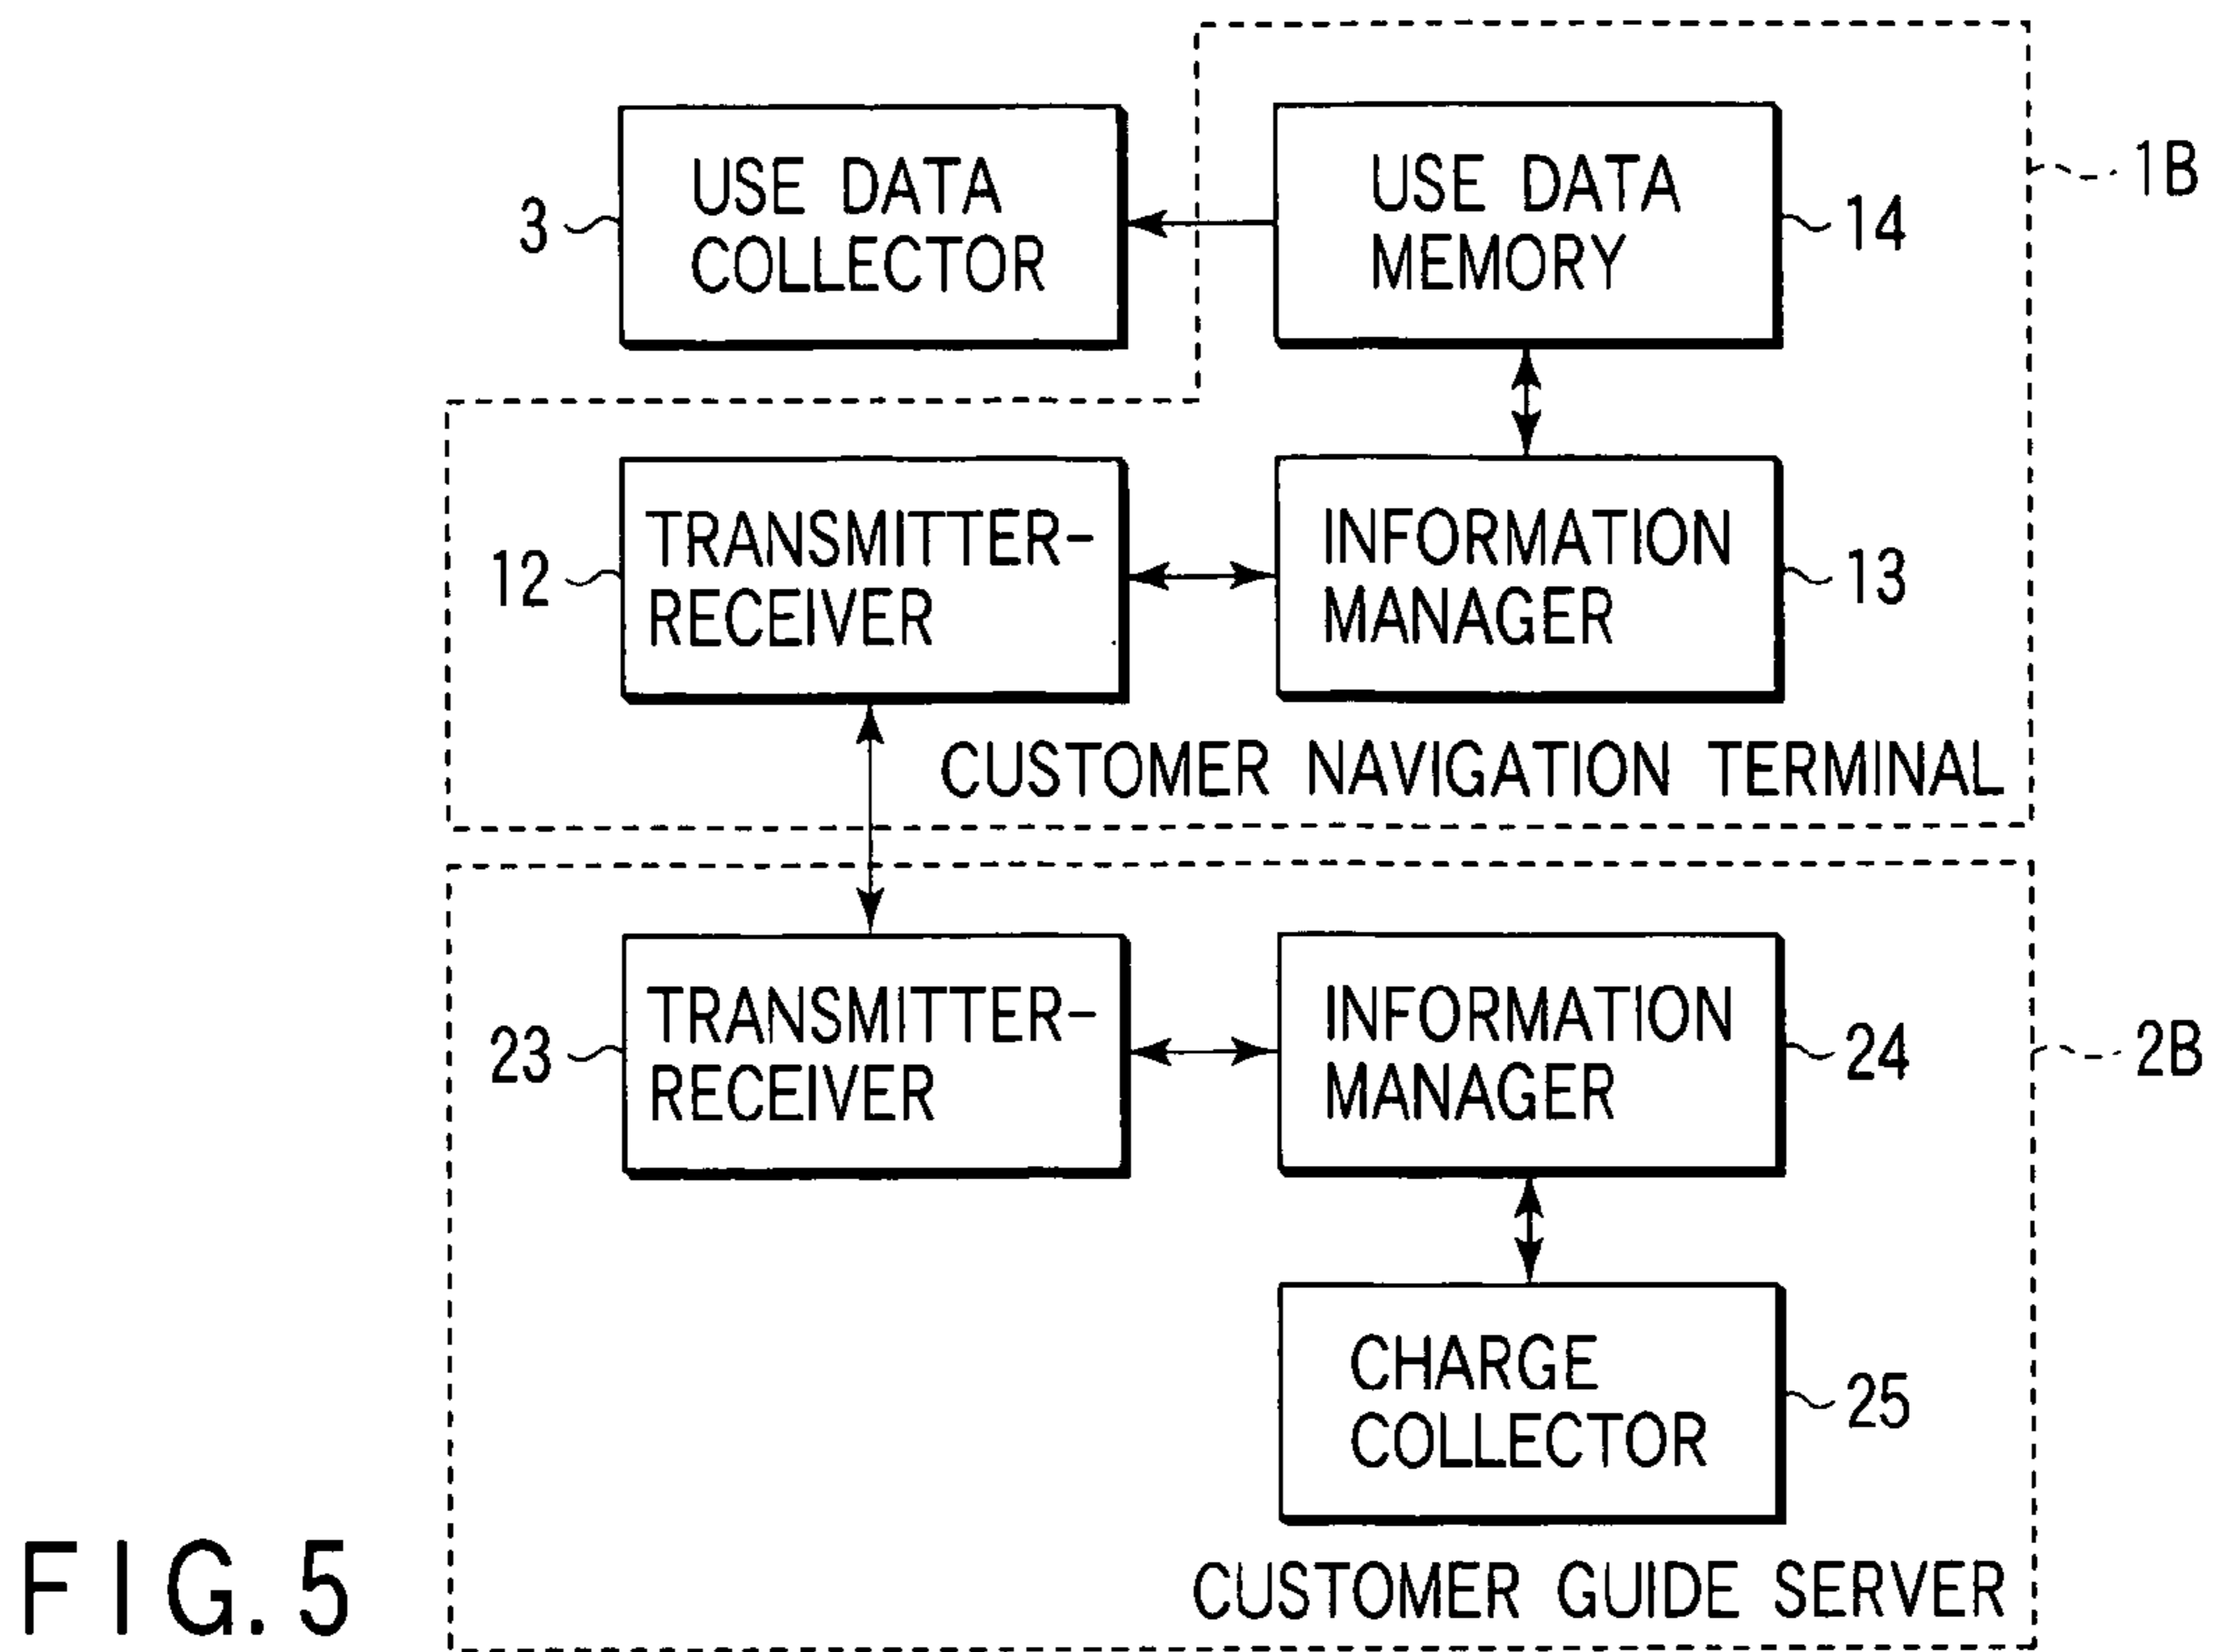 1B
3
USE DATA
COLLECTOR
USE DATA
MEMORY
14
12
TRANSMITTER-
RECEIVER
INFORMATION
MANAGER
13
CUSTOMER NAVIGATION TERMINAL
23
TRANSMITTER-
RECEIVER
INFORMATION
MANAGER
24
2B
CHARGE
COLLECTOR
25
CUSTOMER GUIDE SERVER
FIG. 5